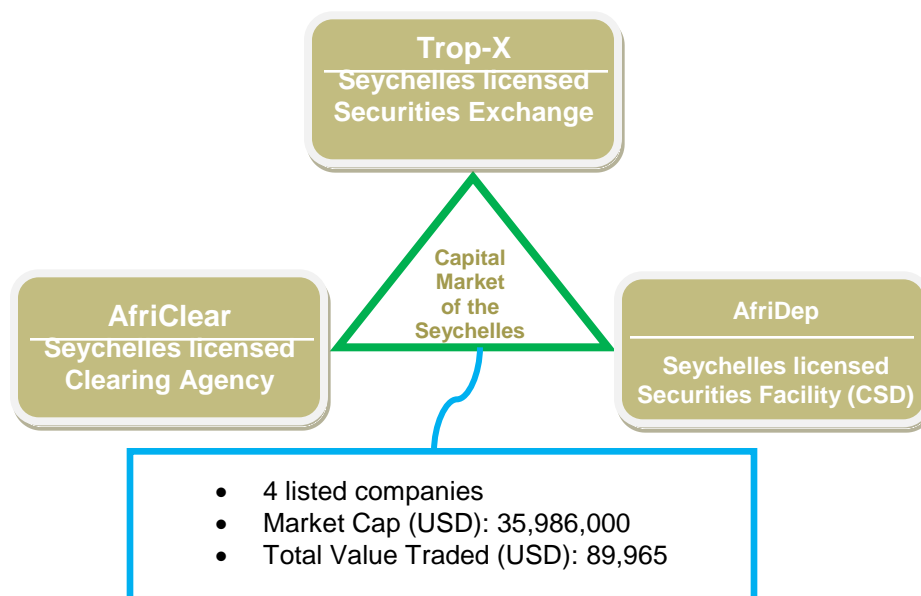 Trop-X
Seychelles licensed
Securities Exchange
Capital
Market
of the
Seychelles
AfriClear
Seychelles licensed
Clearing Agency
AfriDep
Seychelles licensed
Securities Facility (CSD)
• 4 listed companies
• Market Cap (USD): 35,986,000
• Total Value Traded (USD): 89,965